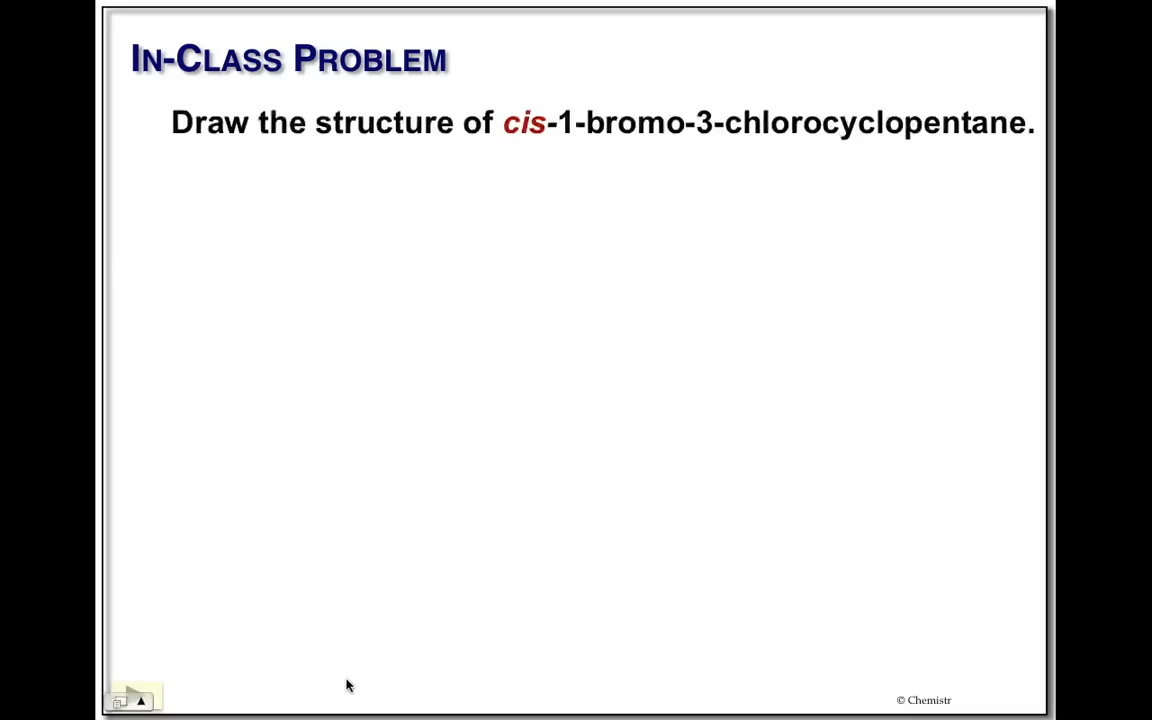 IN-CLASS PROBLEM
Draw the structure of cis-1-bromo-3-chlorocyclopentane.
© Chemistr